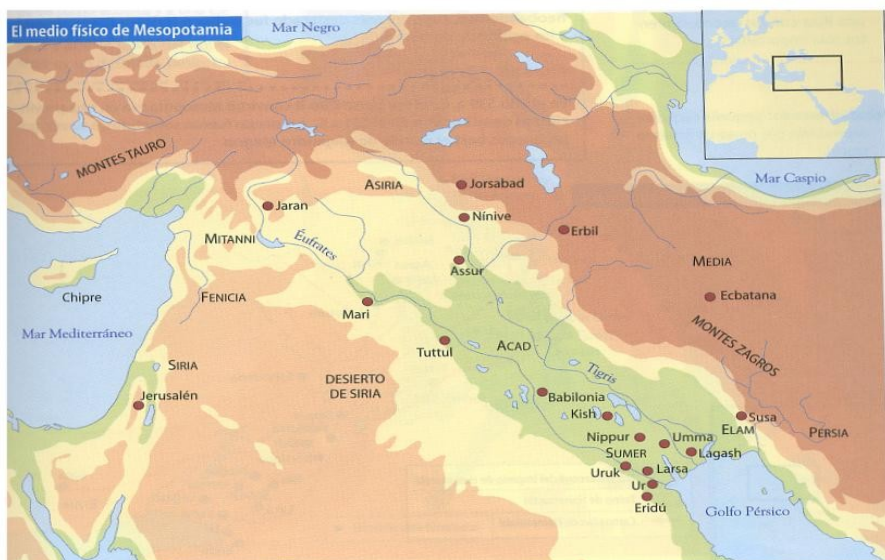 El medio físico de Mesopotamia
Mar Negro
MONTES TAURO
Mar Caspio
ASIRIA
Jorsabad
Jaran
Nínive
MITANNI
Éufrates
Erbil
Assur
MEDIA
Chipre
FENICIA
Mari
Ecbatana
Mar Mediterráneo
Tuttul
ACAD
MONTES ZAGROS
SIRIA
Tigris
DESIERTO
DE SIRIA
Jerusalén
Babilonia
Kish
Susa
ELAM
PERSIA
Nippur
Umma
SUMER
Lagash
Uruk
Larsa
Ur
Eridú
Golfo Pérsico